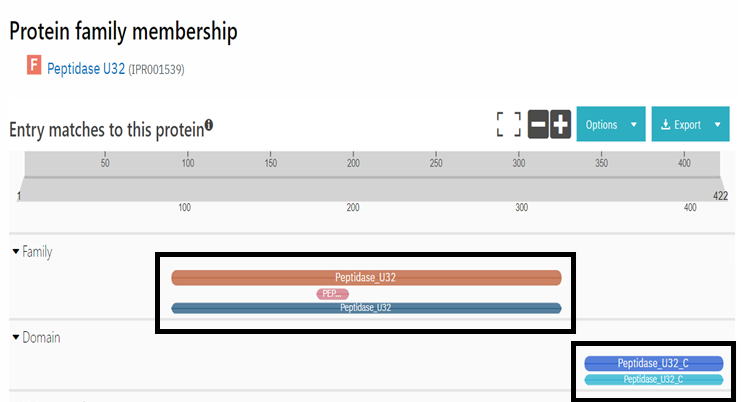 Protein family membership
F Peptidase U32 (IPR001539)
Entry matches to this protein
Options
Export
50 100 150 200 250 300 350 400
1 422
100 200 300 400
Family
Peptidase_U32
PEP...
Peptidase_U32
Domain
Peptidase_U32_C
Peptidase_U32_C